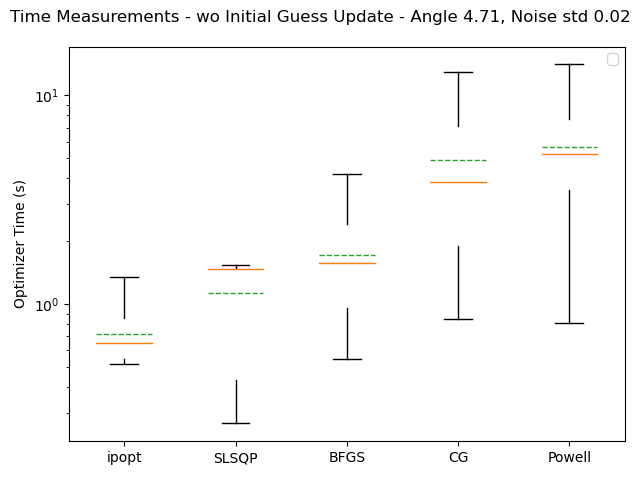 Time Measurements - wo Initial Guess Update - Angle 4.71, Noise std 0.02
10¹
10⁰
Optimizer Time (s)
ipopt SLSQP BFGS CG Powell